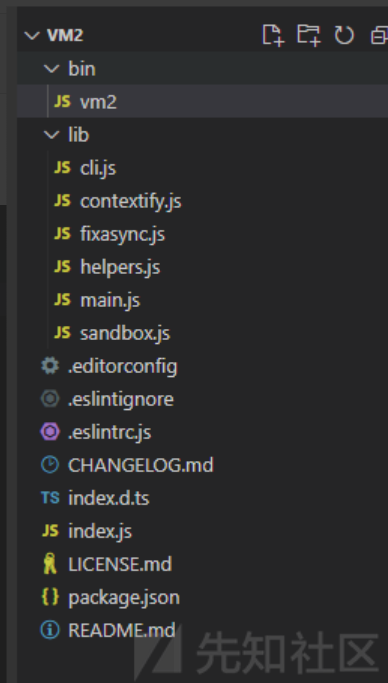 VM2
bin
JS vm2
lib
JS cli.js
JS contextify.js
JS fixasync.js
JS helpers.js
JS main.js
JS sandbox.js
.editorconfig
.eslintignore
.eslintrc.js
CHANGELOG.md
TS index.d.ts
JS index.js
LICENSE.md
{} package.json
README.md
先知社区